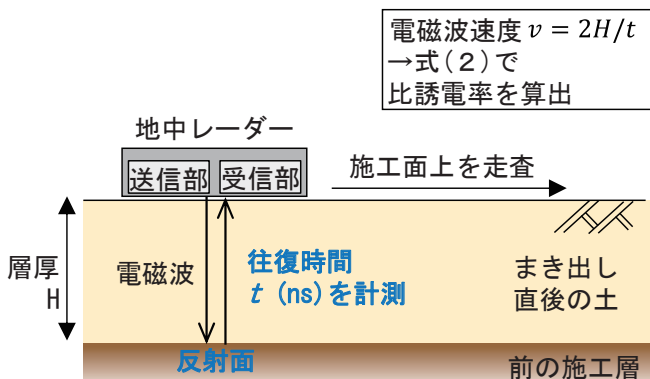 電磁波速度 v = 2H/t
→式(2)で
比誘電率を算出
地中レーダー
送信部
受信部
施工面上を走査
層厚
H
電磁波
往復時間
t (ns)を計測
まき出し
直後の土
反射面
前の施工層